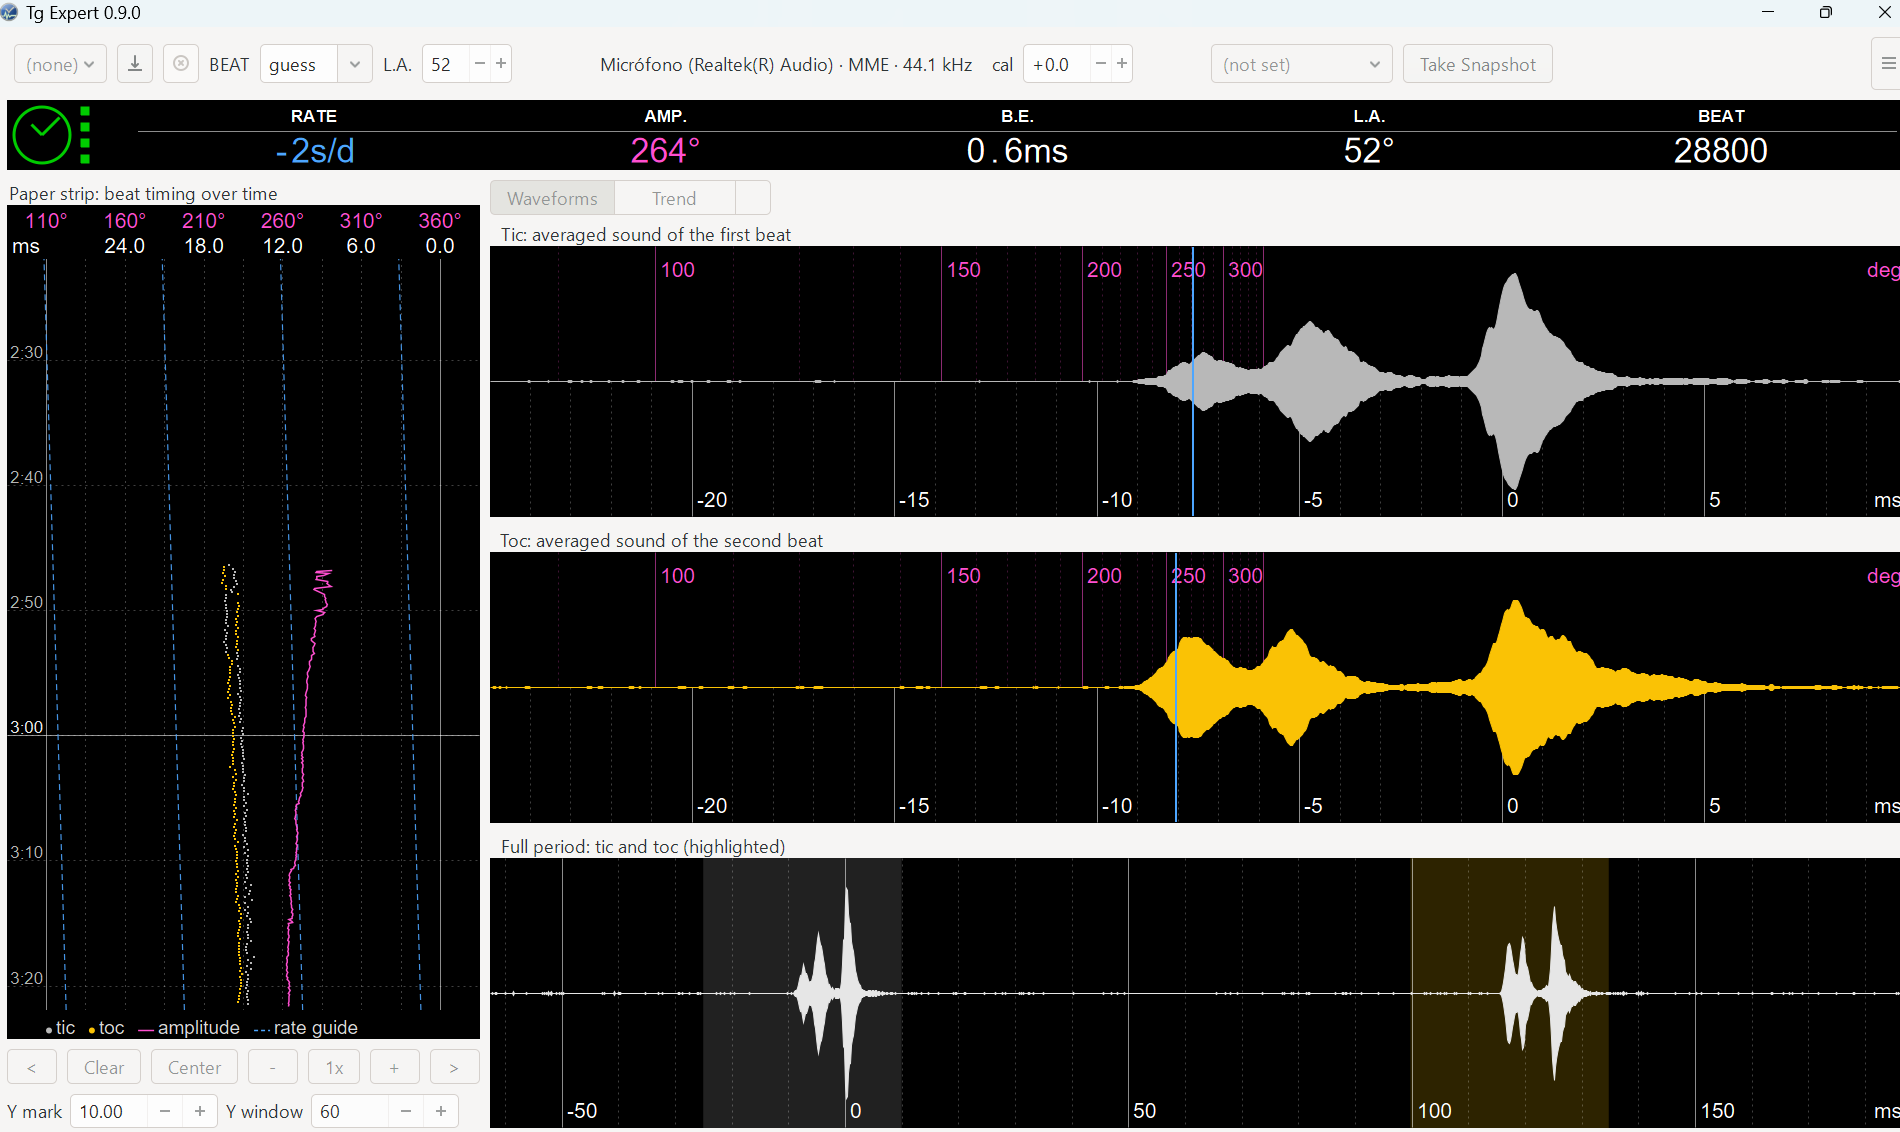 Tg Expert 0.9.0
(none) BEAT guess L.A. 52 − + Micrófono (Realtek(R) Audio) · MME · 44.1 kHz cal +0.0 − + (not set) Take Snapshot
RATE AMP. B.E. L.A. BEAT
-2s/d 264° 0.6ms 52° 28800
Paper strip: beat timing over time
110° 160° 210° 260° 310° 360°
ms 24.0 18.0 12.0 6.0 0.0
2:30
2:40
2:50
3:00
3:10
3:20
tic toc amplitude rate guide
< Clear Center - 1x + >
Y mark 10.00 − + Y window 60 − +
Waveforms Trend
Tic: averaged sound of the first beat
100 150 200 250 300 deg
-20 -15 -10 -5 0 5 ms
Toc: averaged sound of the second beat
100 150 200 250 300 deg
-20 -15 -10 -5 0 5 ms
Full period: tic and toc (highlighted)
-50 0 50 100 150 ms